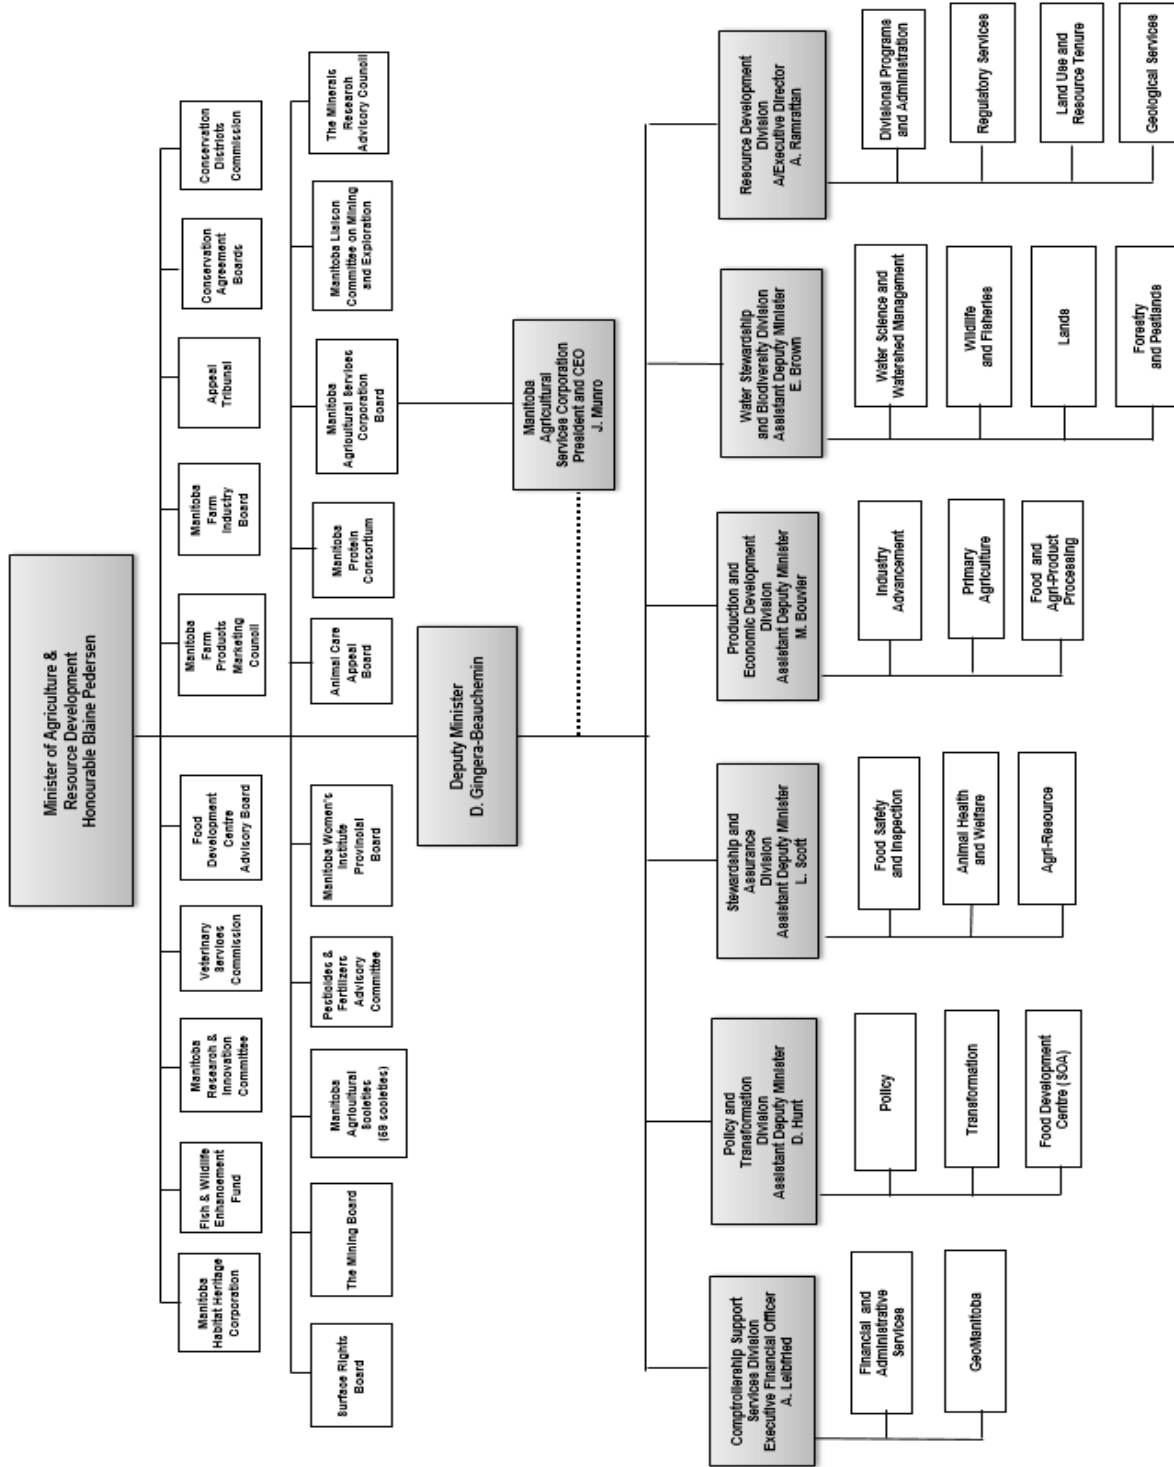 Minister of Agriculture &
Resource Development
Honourable Blaine Pedersen
Manitoba
Habitat Heritage
Corporation
Fish & Wildlife
Enhancement
Fund
Manitoba
Research &
Innovation
Committee
Veterinary
Services
Commission
Food
Development
Centre
Advisory Board
Manitoba
Farm
Products
Marketing
Council
Manitoba
Farm
Industry
Board
Appeal
Tribunal
Conservation
Agreement
Boards
Conservation
Districts
Commission
Surface Rights
Board
The Mining Board
Manitoba
Agricultural
Societies
(59 societies)
Pesticides &
Fertilizers
Advisory
Committee
Manitoba Women's
Institute
Provincial
Board
Animal Care
Appeal
Board
Manitoba
Protein
Consortium
Manitoba
Agricultural Services
Corporation
Board
Manitoba Liaison
Committee on Mining
and Exploration
The Minerals
Research
Advisory Council
Deputy Minister
D. Gingera-Beauchemin
Manitoba
Agricultural
Services Corporation
President and CEO
J. Munro
Comptrollership Support
Services Division
Executive Financial Officer
A. Leibfried
Financial and
Administrative
Services
GeoManitoba
Policy and
Transformation
Division
Assistant Deputy Minister
D. Hunt
Policy
Transformation
Food Development
Centre (SOA)
Stewardship and
Assurance
Division
Assistant Deputy Minister
L. Scott
Food Safety
and Inspection
Animal Health
and Welfare
Agri-Resource
Production and
Economic Development
Division
Assistant Deputy Minister
M. Bouvier
Industry
Advancement
Primary
Agriculture
Food and
Agri-Product
Processing
Water Stewardship
and Biodiversity Division
Assistant Deputy Minister
E. Brown
Water Science and
Watershed Management
Wildlife
and Fisheries
Lands
Forestry
and Peatlands
Resource Development
Division
A/Executive Director
A. Ramrattan
Divisional Programs
and Administration
Regulatory Services
Land Use and
Resource Tenure
Geological Services